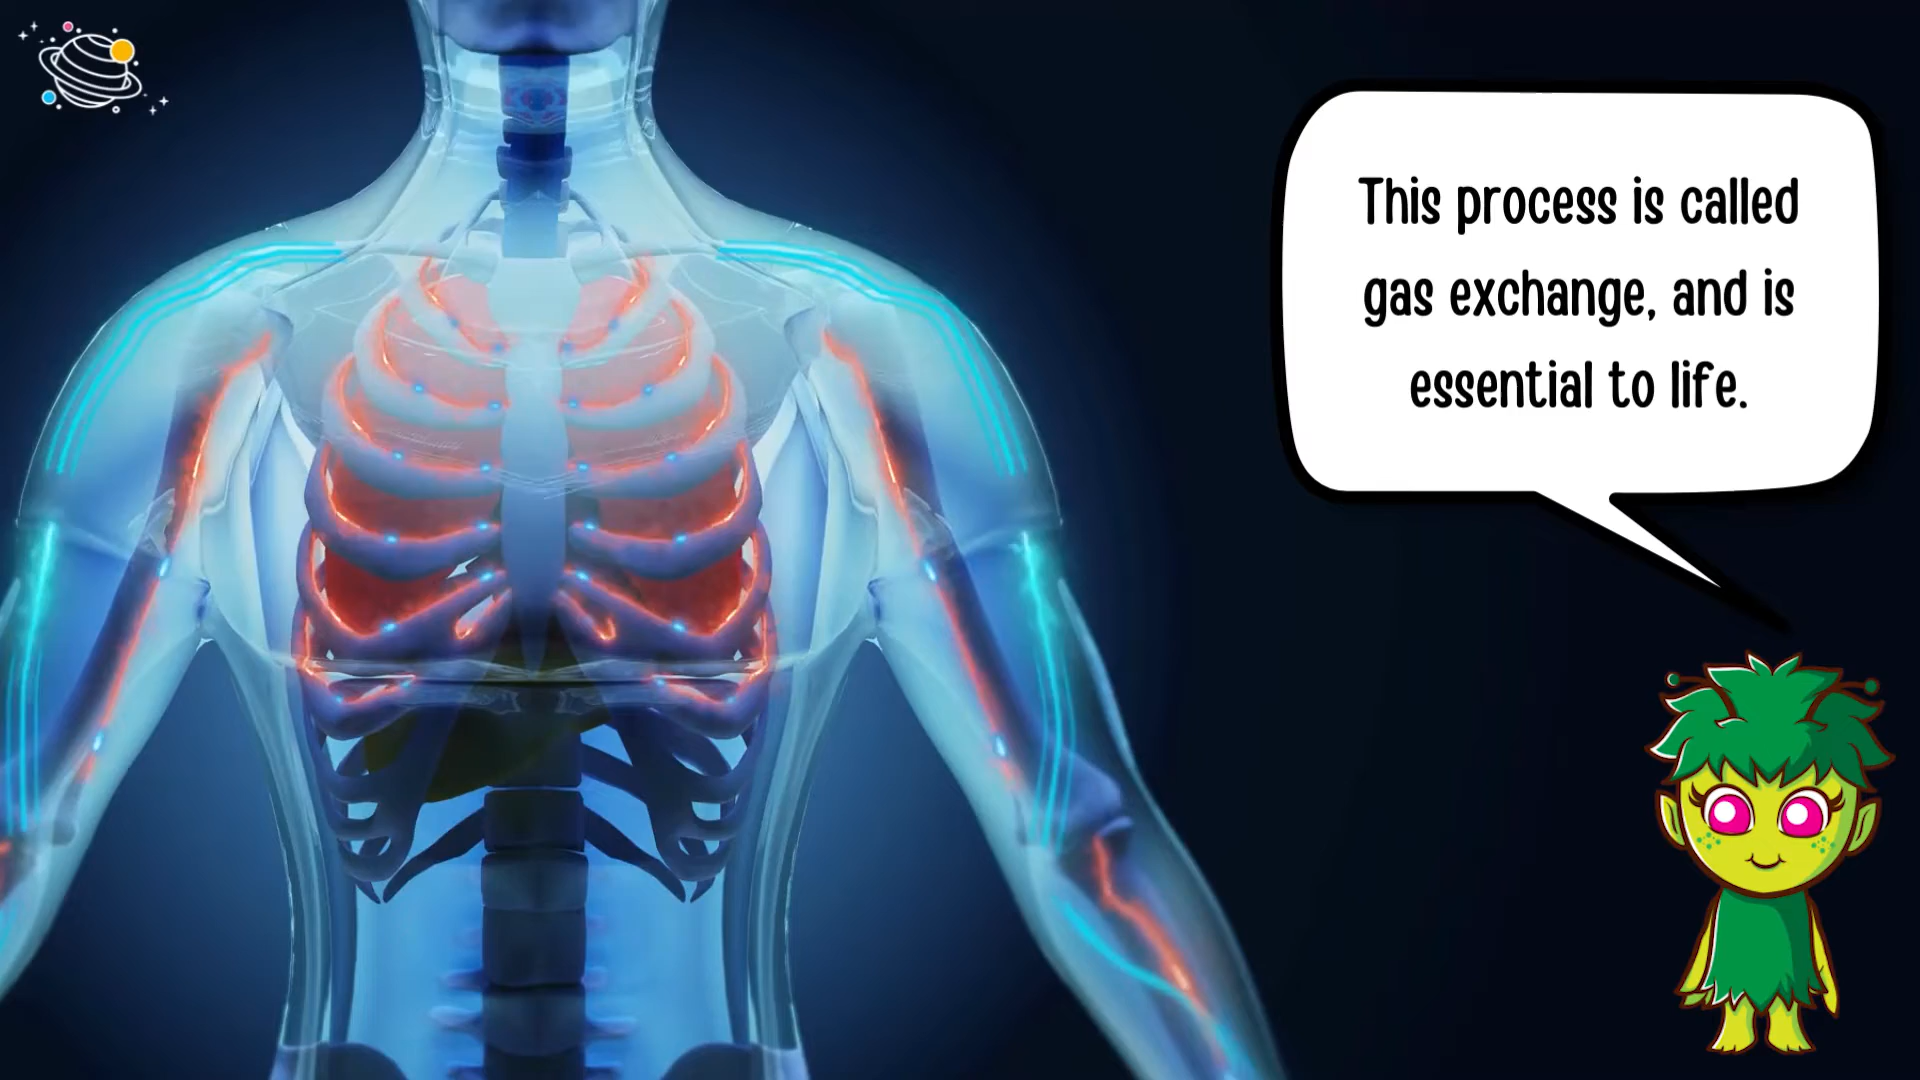 This process is called
gas exchange, and is
essential to life.